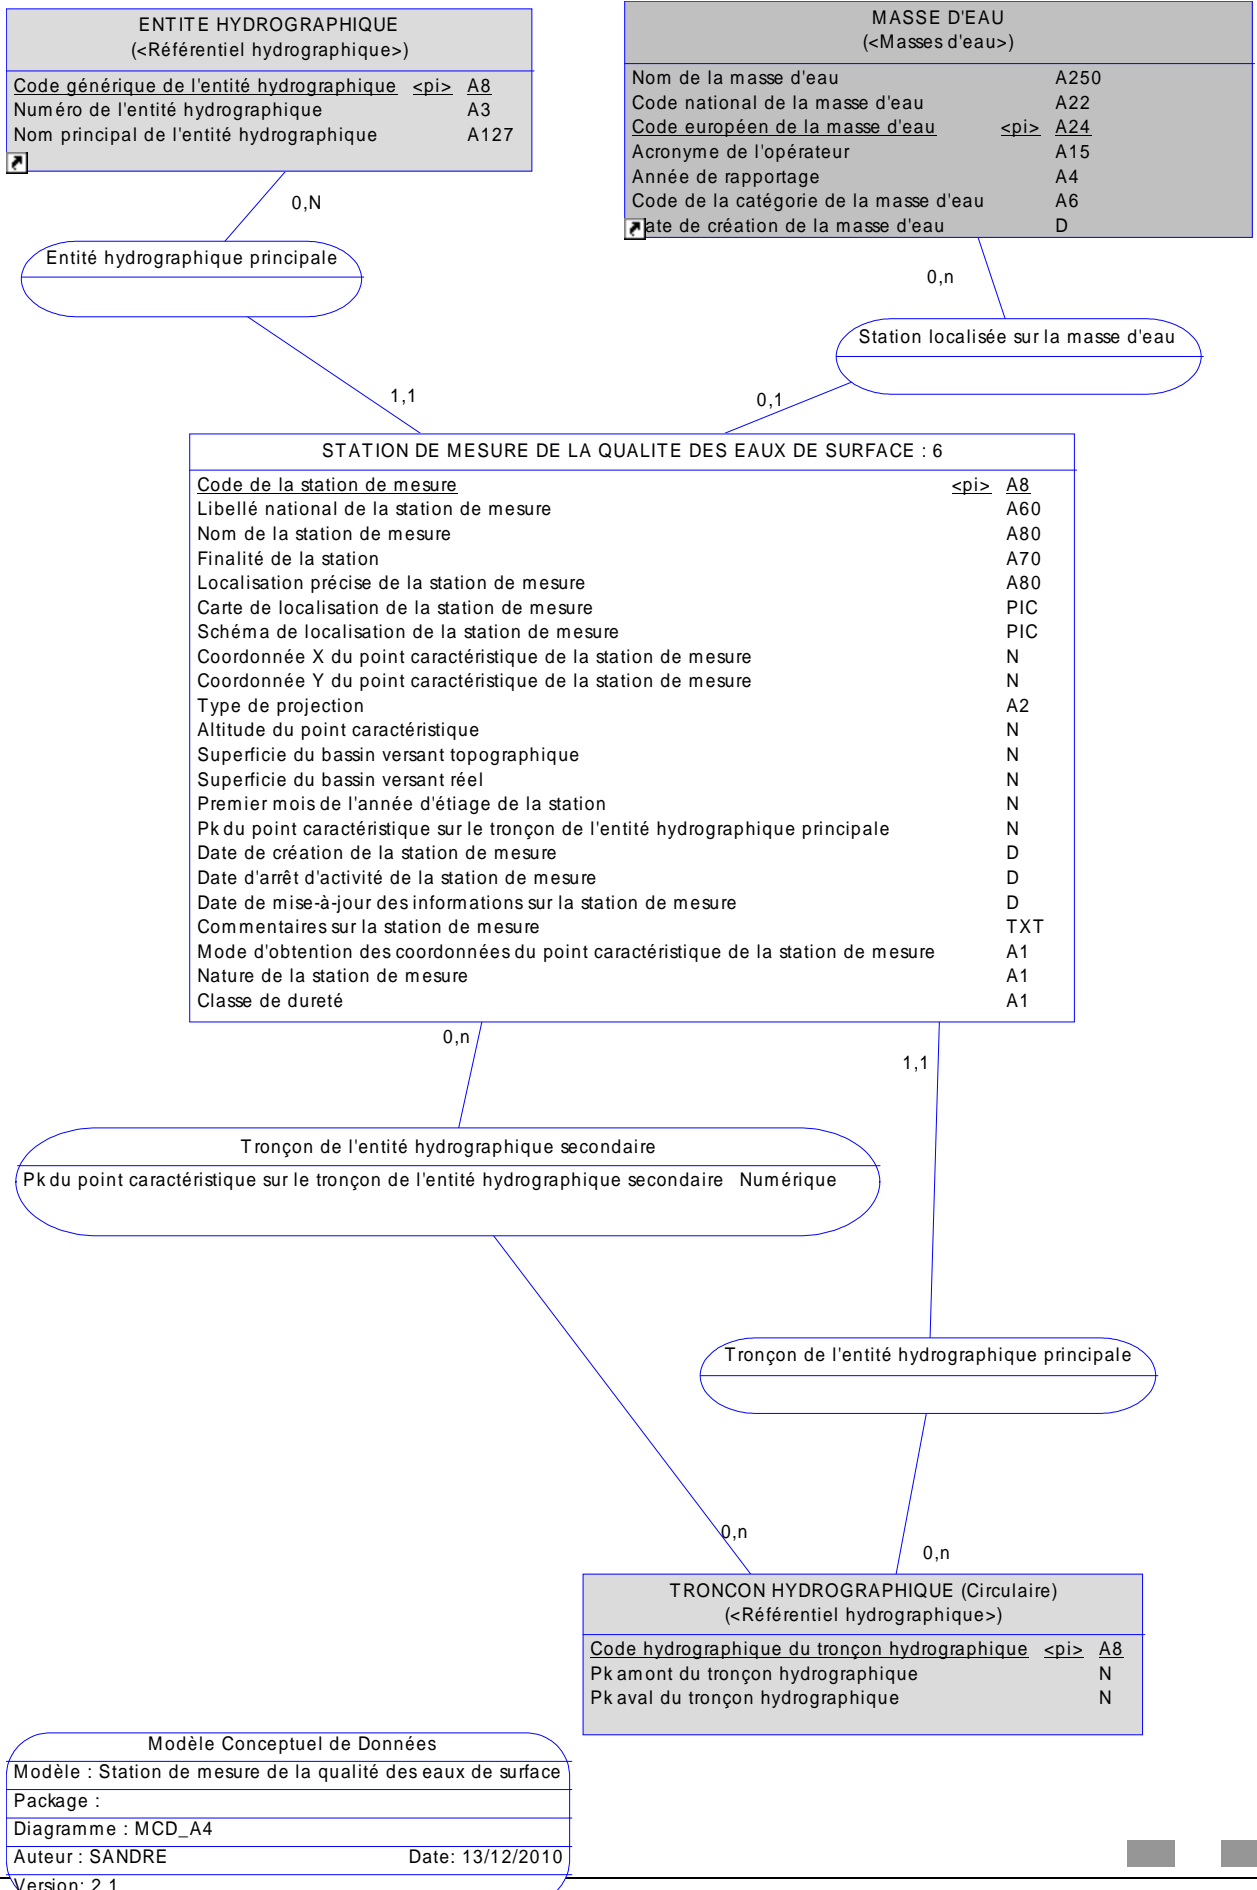 ENTITE HYDROGRAPHIQUE
(<Référentiel hydrographique>)
Code générique de l'entité hydrographique <pi> A8
Numéro de l'entité hydrographique A3
Nom principal de l'entité hydrographique A127
MASSE D'EAU
(<Masses d'eau>)
Nom de la masse d'eau A250
Code national de la masse d'eau A22
Code européen de la masse d'eau <pi> A24
Acronyme de l'opérateur A15
Année de rapportage A4
Code de la catégorie de la masse d'eau A6
ate de création de la masse d'eau D
0,N
Entité hydrographique principale
0,n
Station localisée sur la masse d'eau
1,1
0,1
STATION DE MESURE DE LA QUALITE DES EAUX DE SURFACE : 6
Code de la station de mesure <pi> A8
Libellé national de la station de mesure A60
Nom de la station de mesure A80
Finalité de la station A70
Localisation précise de la station de mesure A80
Carte de localisation de la station de mesure PIC
Schéma de localisation de la station de mesure PIC
Coordonnée X du point caractéristique de la station de mesure N
Coordonnée Y du point caractéristique de la station de mesure N
Type de projection A2
Altitude du point caractéristique N
Superficie du bassin versant topographique N
Superficie du bassin versant réel N
Premier mois de l'année d'étiage de la station N
Pk du point caractéristique sur le tronçon de l'entité hydrographique principale N
Date de création de la station de mesure D
Date d'arrêt d'activité de la station de mesure D
Date de mise-à-jour des informations sur la station de mesure D
Commentaires sur la station de mesure TXT
Mode d'obtention des coordonnées du point caractéristique de la station de mesure A1
Nature de la station de mesure A1
Classe de dureté A1
0,n
1,1
Tronçon de l'entité hydrographique secondaire
Pk du point caractéristique sur le tronçon de l'entité hydrographique secondaire Numérique
Tronçon de l'entité hydrographique principale
0,n
0,n
TRONCON HYDROGRAPHIQUE (Circulaire)
(<Référentiel hydrographique>)
Code hydrographique du tronçon hydrographique <pi> A8
Pk amont du tronçon hydrographique N
Pk aval du tronçon hydrographique N
Modèle Conceptuel de Données
Modèle : Station de mesure de la qualité des eaux de surface
Package :
Diagramme : MCD_A4
Auteur : SANDRE Date: 13/12/2010
Version: 2.1